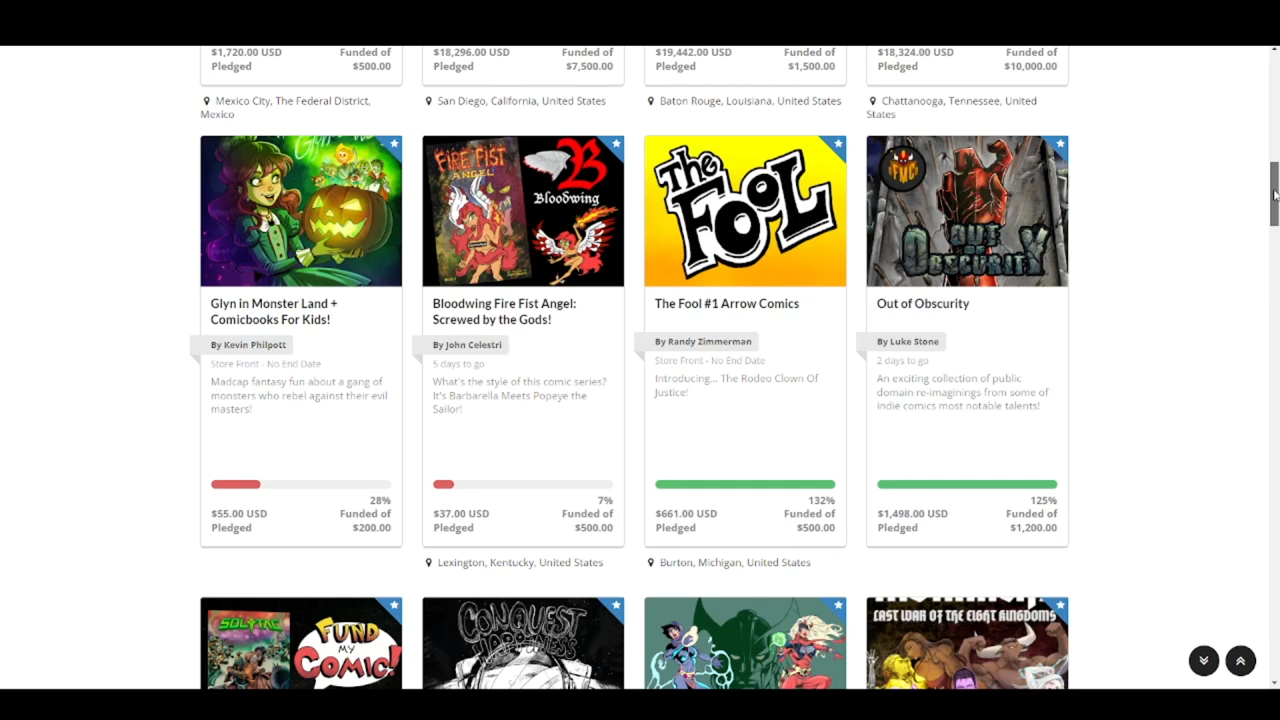 $1,720.00 USD Funded of
Pledged $500.00
$18,296.00 USD Funded of
Pledged $7,500.00
$19,442.00 USD Funded of
Pledged $1,500.00
$18,324.00 USD Funded of
Pledged $10,000.00
Mexico City, The Federal District,
Mexico
San Diego, California, United States
Baton Rouge, Louisiana, United States
Chattanooga, Tennessee, United
States
Glyn in Monster Land +
Comicbooks For Kids!
By Kevin Philpott
Store Front - No End Date
Madcap fantasy fun about a gang of
monsters who rebel against their evil
masters!
28%
$55.00 USD Funded of
Pledged $200.00
FIRE FIST
ANGEL
B
Bloodwing
Bloodwing Fire Fist Angel:
Screwed by the Gods!
By John Celestri
5 days to go
What's the style of this comic series?
It's Barbarella Meets Popeye the
Sailor!
7%
$37.00 USD Funded of
Pledged $500.00
Lexington, Kentucky, United States
The
FOOL
The Fool #1 Arrow Comics
By Randy Zimmerman
Store Front - No End Date
Introducing... The Rodeo Clown Of
Justice!
132%
$661.00 USD Funded of
Pledged $500.00
Burton, Michigan, United States
FMC
OUT
OF
OBSCURITY
Out of Obscurity
By Luke Stone
2 days to go
An exciting collection of public
domain re-imaginings from some of
indie comics most notable talents!
125%
$1,498.00 USD Funded of
Pledged $1,200.00
FUND
MY
COMIC!
CONQUEST
HAPPINESS
LAST WAR OF THE EIGHT KINGDOMS